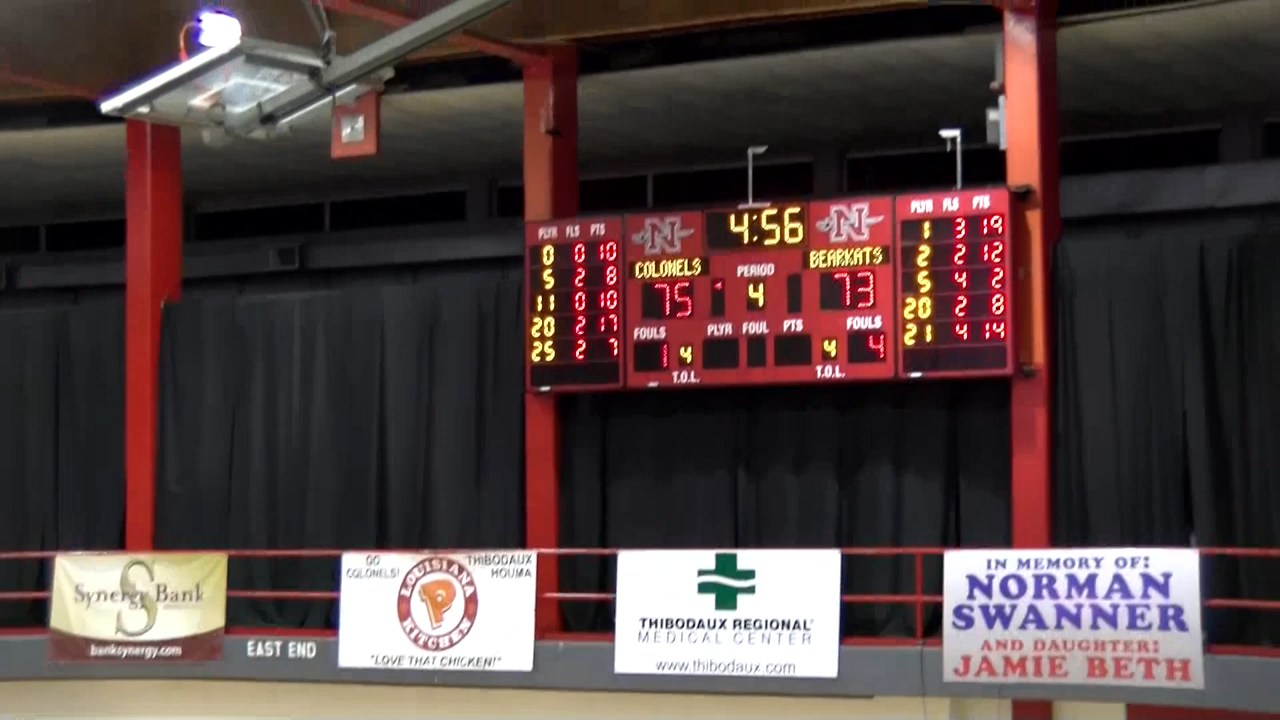 PLYR FLS PTS
0 0 10
5 2 8
11 0 10
20 2 17
25 2 7
N 4:56 N
COLONELS PERIOD BEARKATS
75 4 73
FOULS PLYR FOUL PTS FOULS
1 4 4 4
T.O.L. T.O.L.
PLYR FLS PTS
1 3 19
2 2 12
5 4 2
20 2 8
21 4 14
S
Synergy Bank
banksynergy.com
EAST END
GO COLONELS!
THIBODAUX
HOUMA
LOUISIANA
P
KITCHEN
"LOVE THAT CHICKEN!"
THIBODAUX REGIONAL
MEDICAL CENTER
www.thibodaux.com
IN MEMORY OF:
NORMAN
SWANNER
AND DAUGHTER:
JAMIE BETH